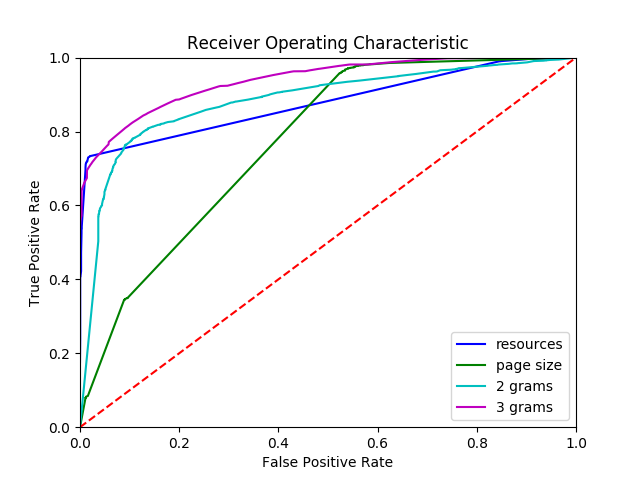 Receiver Operating Characteristic
True Positive Rate
1.0
0.8
0.6
0.4
0.2
0.0
0.0 0.2 0.4 0.6 0.8 1.0
False Positive Rate
resources
page size
2 grams
3 grams